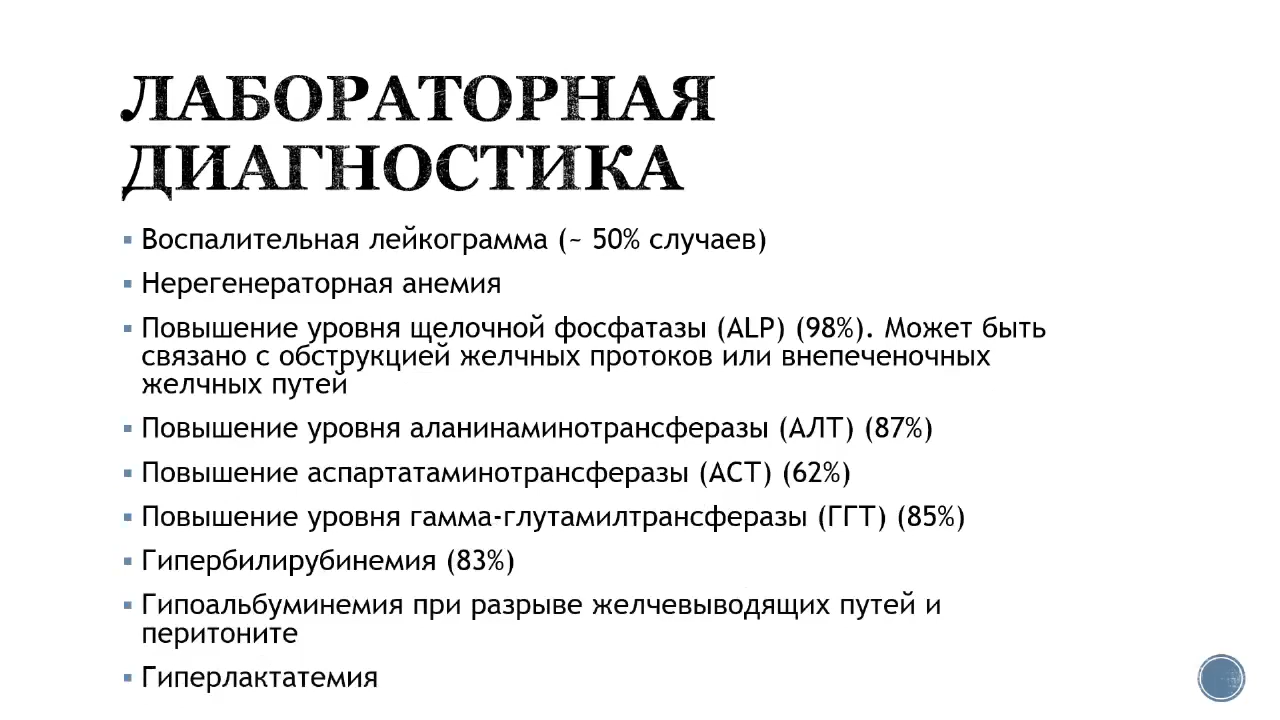 ЛАБОРАТОРНАЯ
ДИАГНОСТИКА
▪ Воспалительная лейкограмма (~ 50% случаев)
▪ Нерегенераторная анемия
▪ Повышение уровня щелочной фосфатазы (ALP) (98%). Может быть
связано с обструкцией желчных протоков или внепеченочных
желчных путей
▪ Повышение уровня аланинаминотрансферазы (АЛТ) (87%)
▪ Повышение аспартатаминотрансферазы (АСТ) (62%)
▪ Повышение уровня гамма-глутамилтрансферазы (ГГТ) (85%)
▪ Гипербилирубинемия (83%)
▪ Гипоальбуминемия при разрыве желчевыводящих путей и
перитоните
▪ Гиперлактатемия